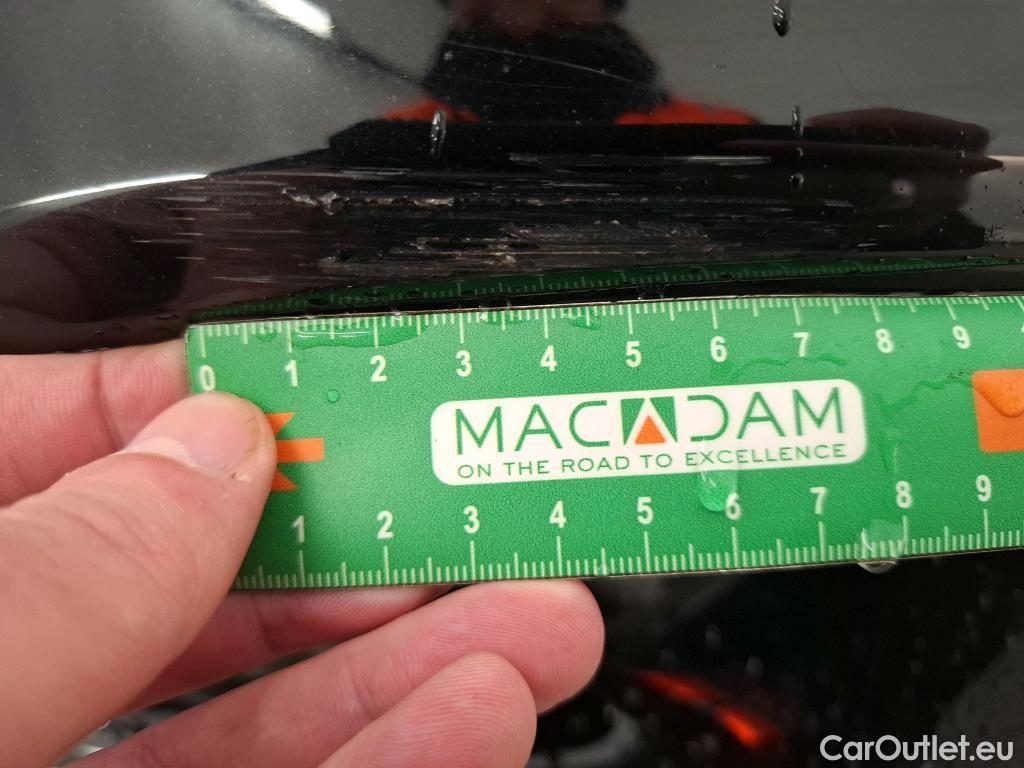 0 1 2 3 4 5 6 7 8 9
MACADAM
ON THE ROAD TO EXCELLENCE
1 2 3 4 5 6 7 8 9
CarOutlet.eu